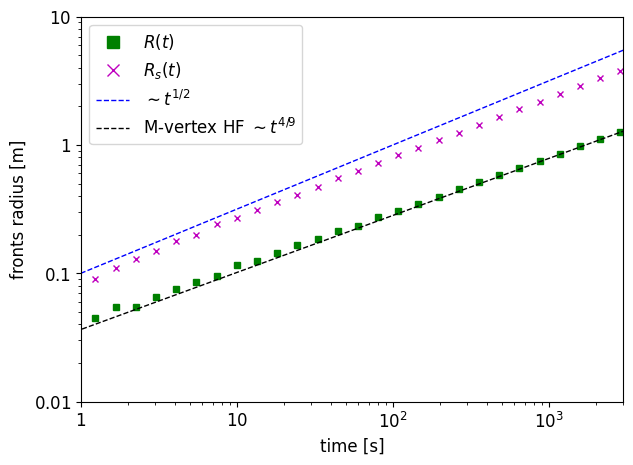 10
R(t)
R_s(t)
~ t^{1/2}
M-vertex HF ~ t^{4/9}
1
0.1
0.01
fronts radius [m]
1 10 10^2 10^3
time [s]